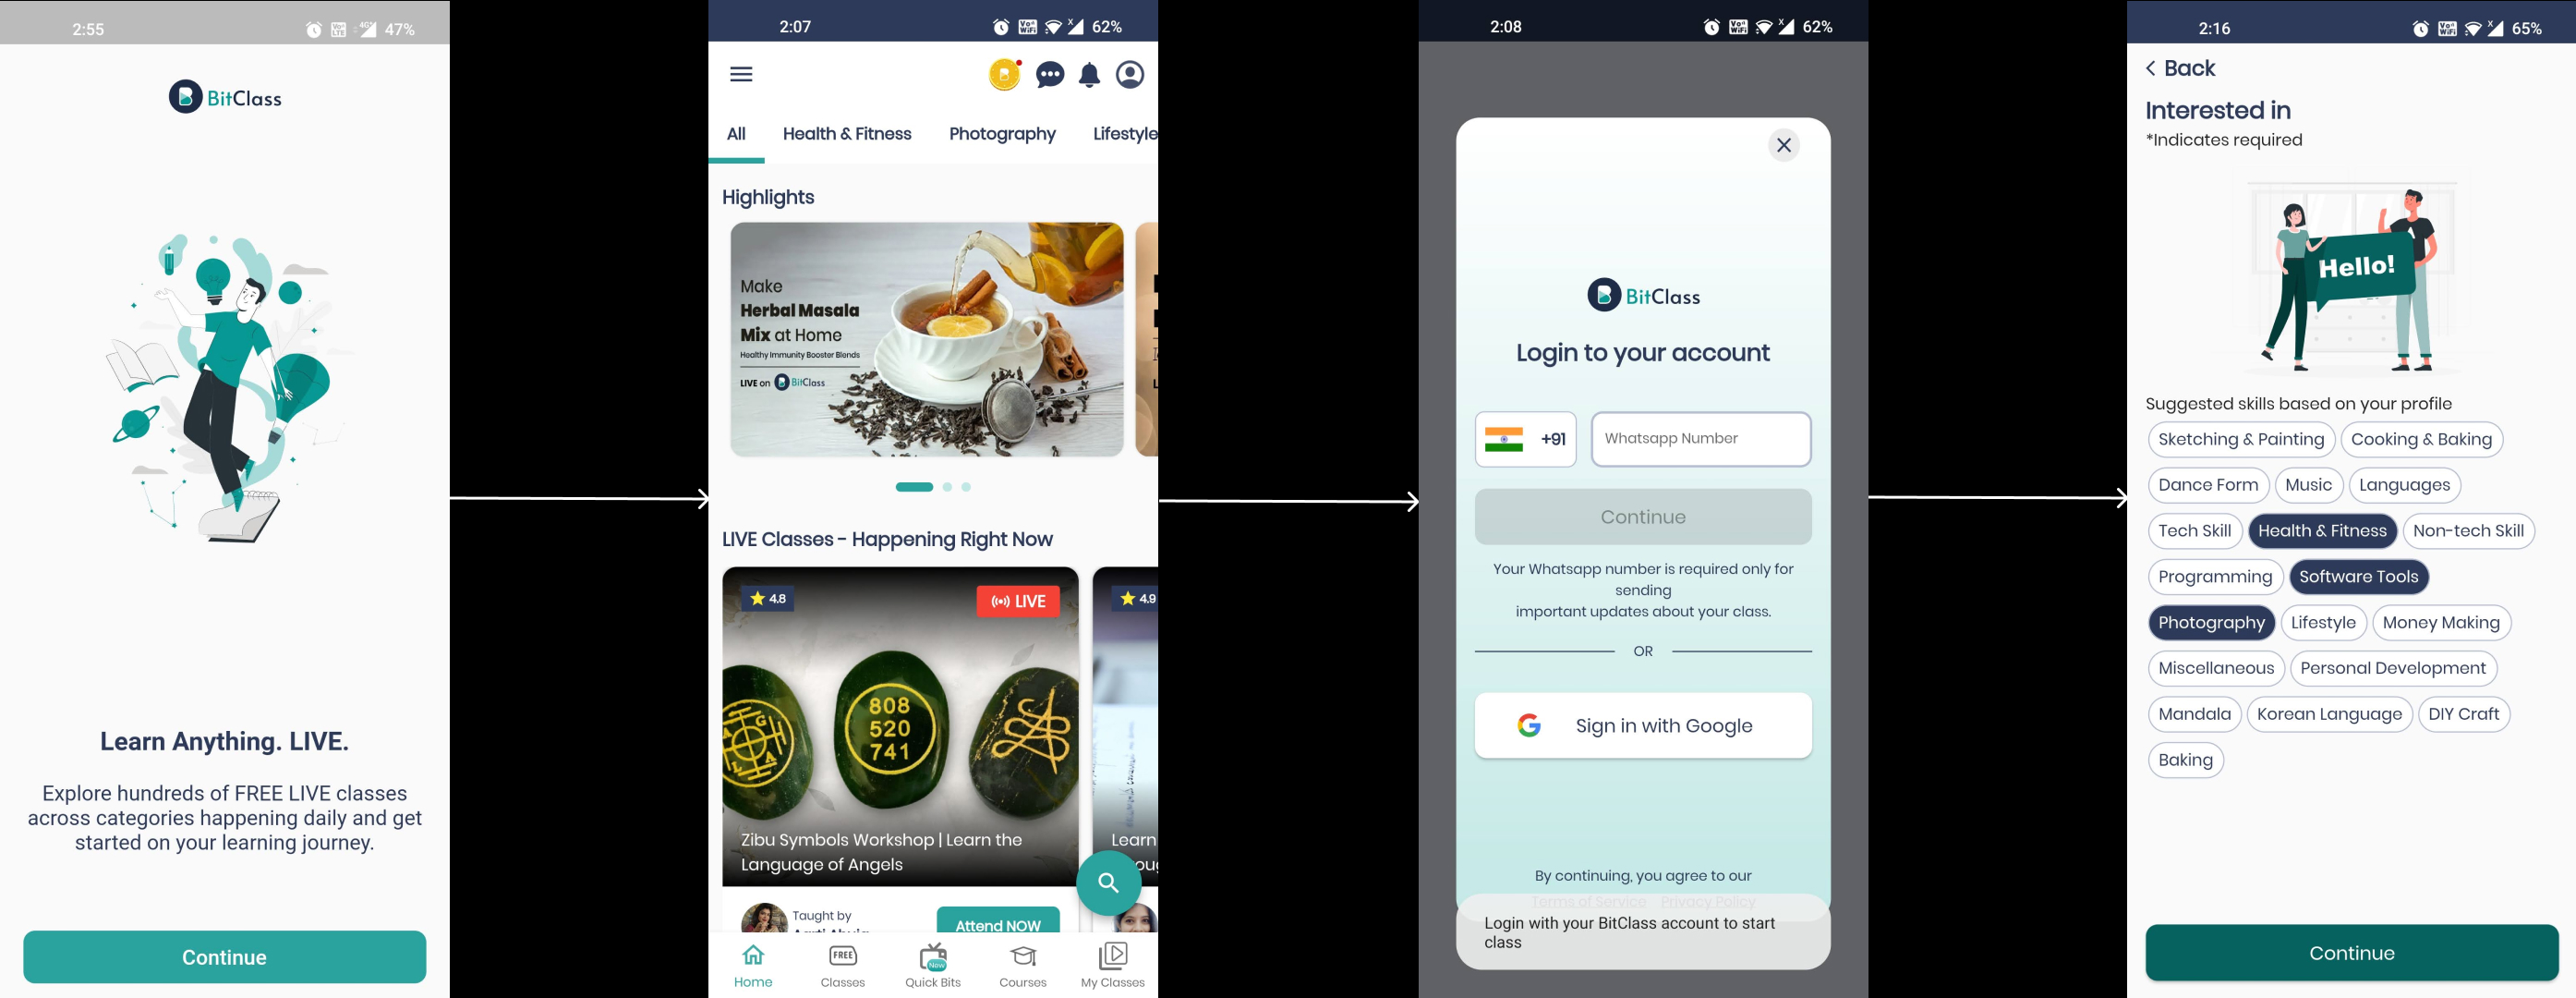 2:55
47%
BitClass
Learn Anything. LIVE.
Explore hundreds of FREE LIVE classes
across categories happening daily and get
started on your learning journey.
Continue
2:07
62%
All Health & Fitness Photography Lifestyle
Highlights
Make
Herbal Masala
Mix at Home
Healthy Immunity Booster Blends
LIVE on BitClass
LIVE Classes - Happening Right Now
4.8
LIVE
4.9
808
520
741
Zibu Symbols Workshop | Learn the
Language of Angels
Learn
Taught by
Attend NOW
FREE
Now
Home Classes Quick Bits Courses My Classes
2:08
62%
BitClass
Login to your account
+91
Whatsapp Number
Continue
Your Whatsapp number is required only for
sending
important updates about your class.
OR
Sign in with Google
By continuing, you agree to our
Terms of Service Privacy Policy
Login with your BitClass account to start
class
2:16
65%
Back
Interested in
*Indicates required
Hello!
Suggested skills based on your profile
Sketching & Painting Cooking & Baking
Dance Form Music Languages
Tech Skill Health & Fitness Non-tech Skill
Programming Software Tools
Photography Lifestyle Money Making
Miscellaneous Personal Development
Mandala Korean Language DIY Craft
Baking
Continue